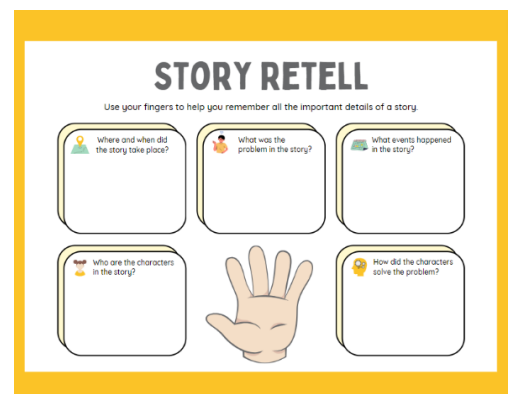 STORY RETELL
Use your fingers to help you remember all the important details of a story.
Where and when did
the story take place?
What was the
problem in the story?
What events happened
in the story?
Who are the characters
in the story?
How did the characters
solve the problem?